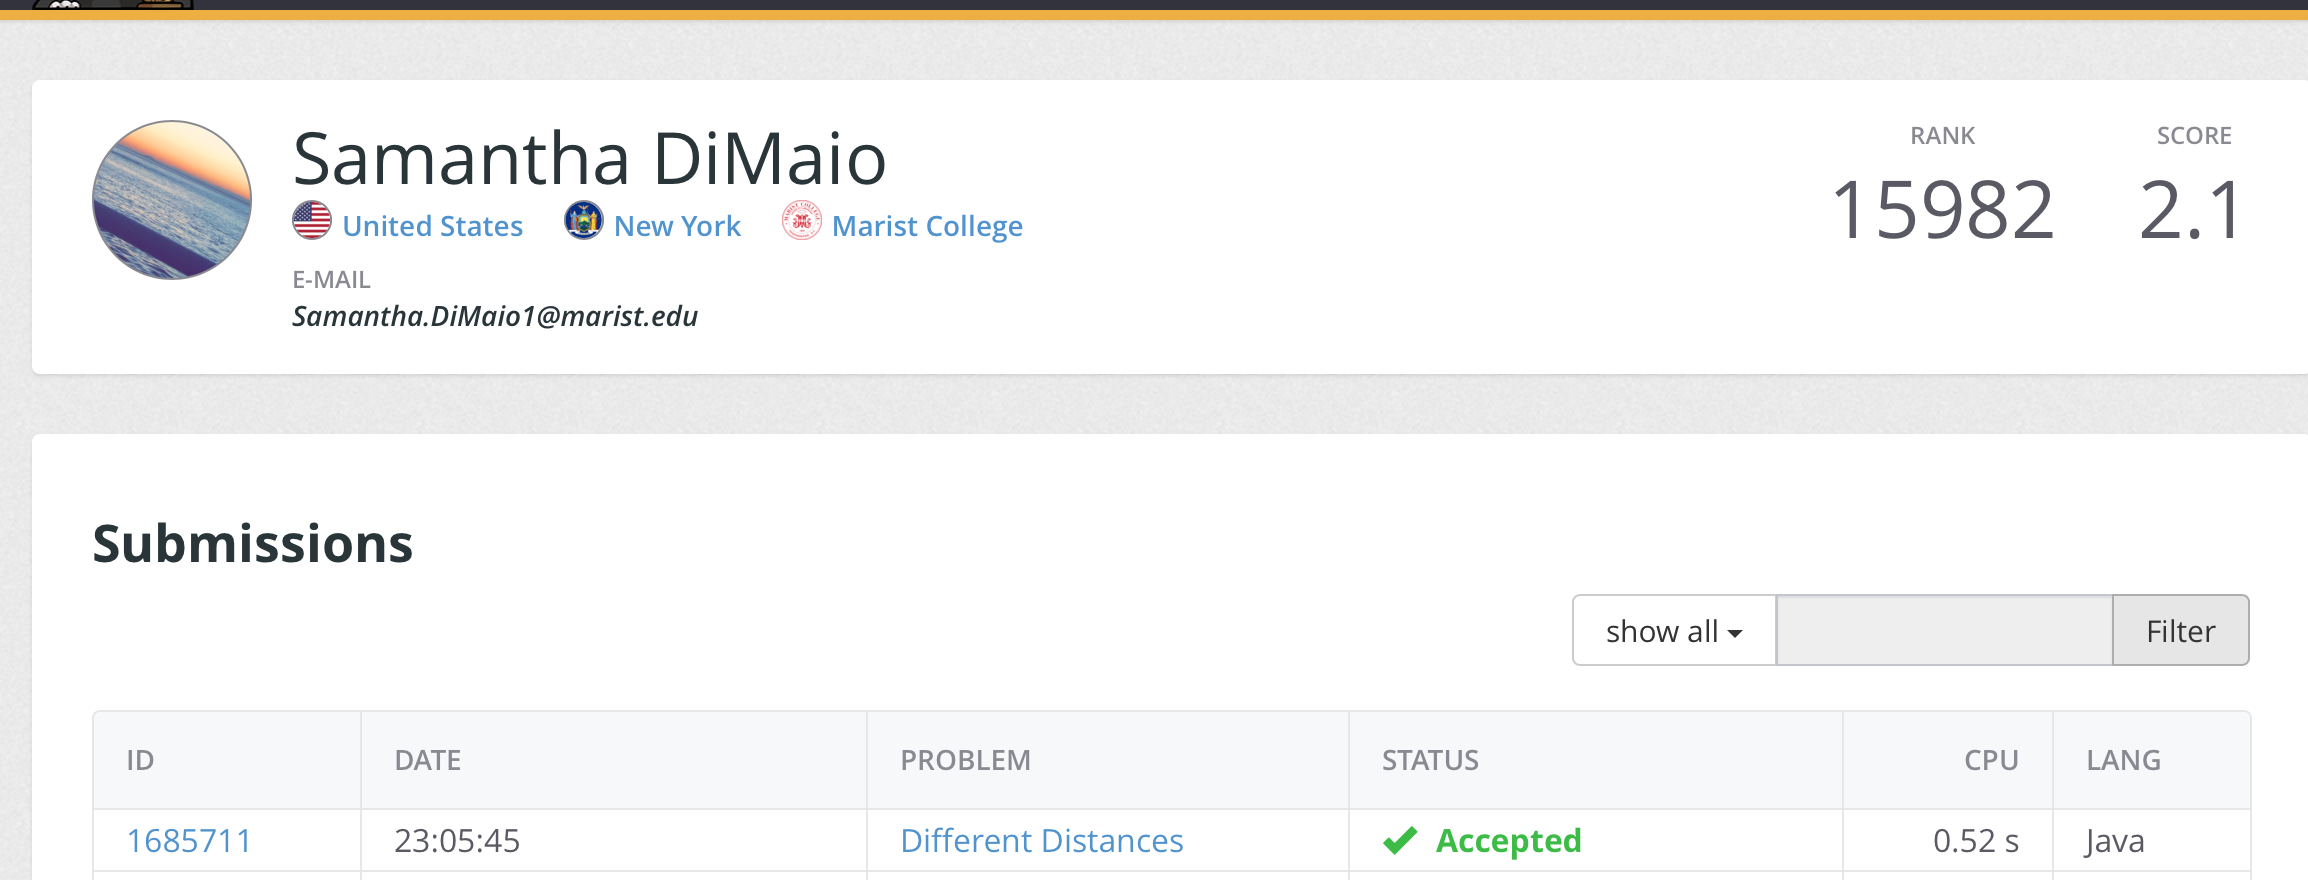 Samantha DiMaio
United States New York Marist College
E-MAIL
Samantha.DiMaio1@marist.edu
RANK
15982
SCORE
2.1
Submissions
show all Filter
ID DATE PROBLEM STATUS CPU LANG
1685711 23:05:45 Different Distances Accepted 0.52 s Java